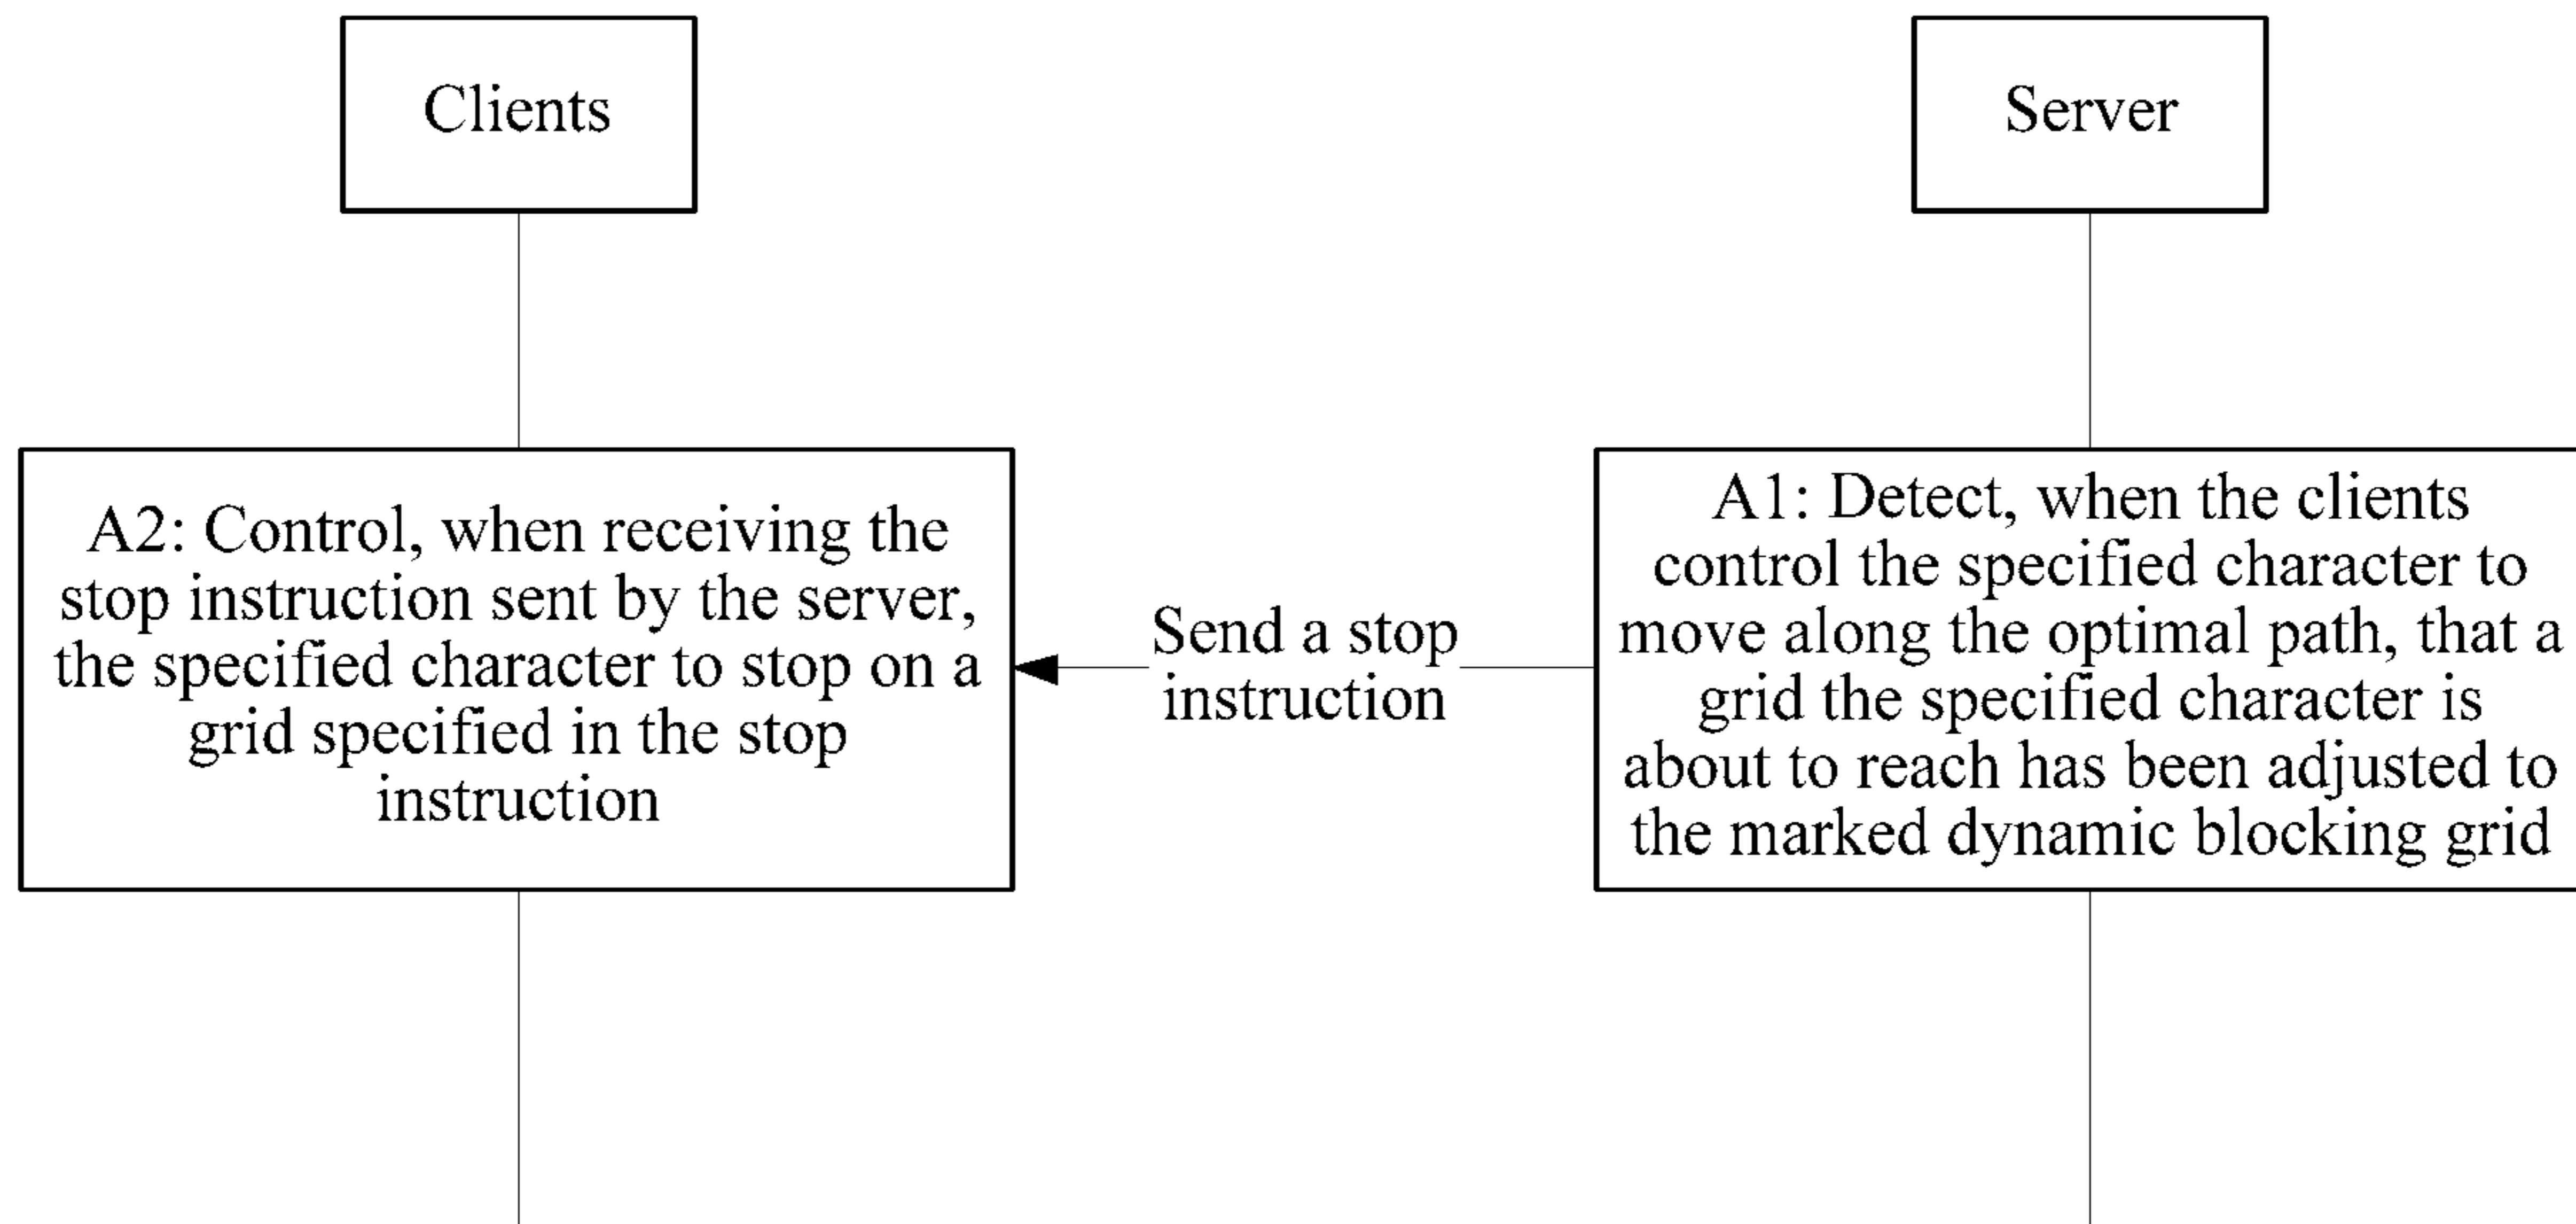 Clients
Server
A2: Control, when receiving the
stop instruction sent by the server,
the specified character to stop on a
grid specified in the stop
instruction
Send a stop
instruction
A1: Detect, when the clients
control the specified character to
move along the optimal path, that a
grid the specified character is
about to reach has been adjusted to
the marked dynamic blocking grid